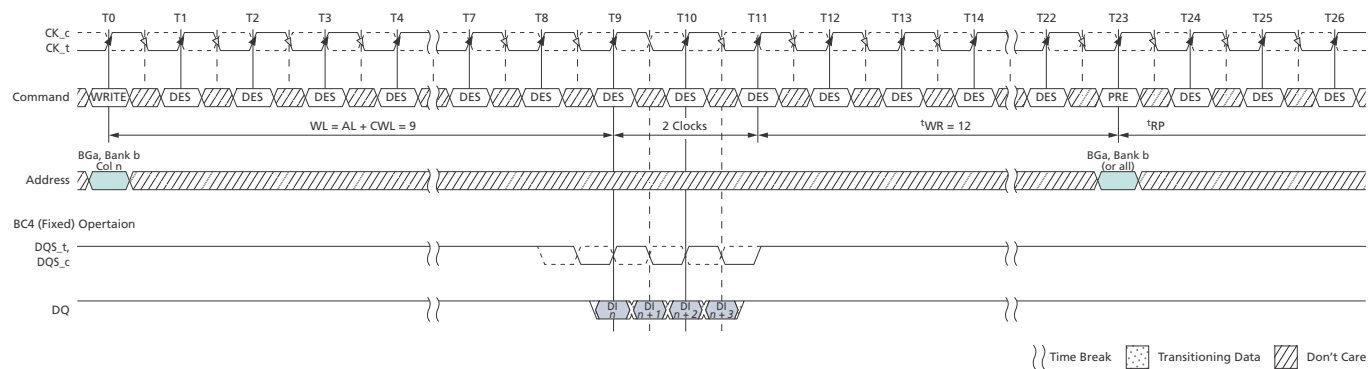 T0 T1 T2 T3 T4 T7 T8 T9 T10 T11 T12 T13 T14 T22 T23 T24 T25 T26
CK_c
CK_t
Command WRITE DES DES DES DES DES DES DES DES DES DES DES DES DES PRE DES DES DES
WL = AL + CWL = 9 2 Clocks tWR = 12 tRP
BGa, Bank b
Col n
BGa, Bank b
(or all)
Address
BC4 (Fixed) Opertaion
DQS_t,
DQS_c
DQ
DI
n
DI
n + 1
DI
n + 2
DI
n + 3
Time Break Transitioning Data Don't Care